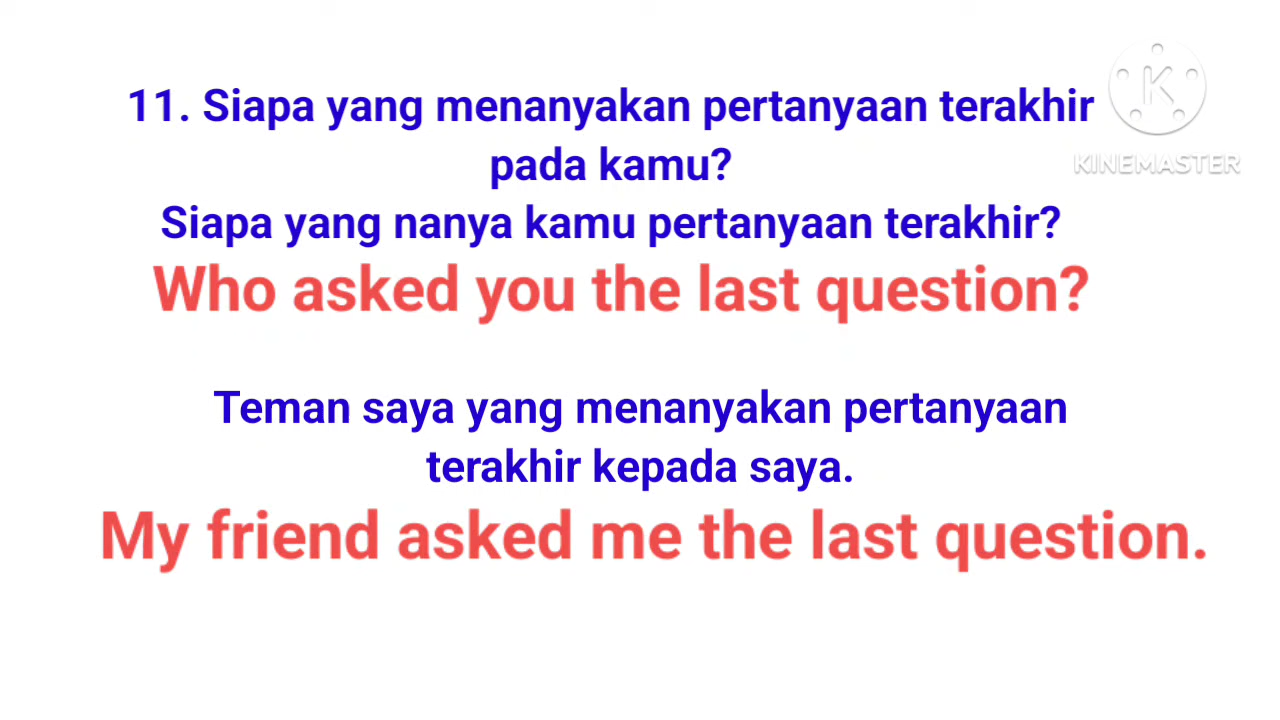 11. Siapa yang menanyakan pertanyaan terakhir
pada kamu?
Siapa yang nanya kamu pertanyaan terakhir?
Who asked you the last question?
Teman saya yang menanyakan pertanyaan
terakhir kepada saya.
My friend asked me the last question.
K
KINEMASTER